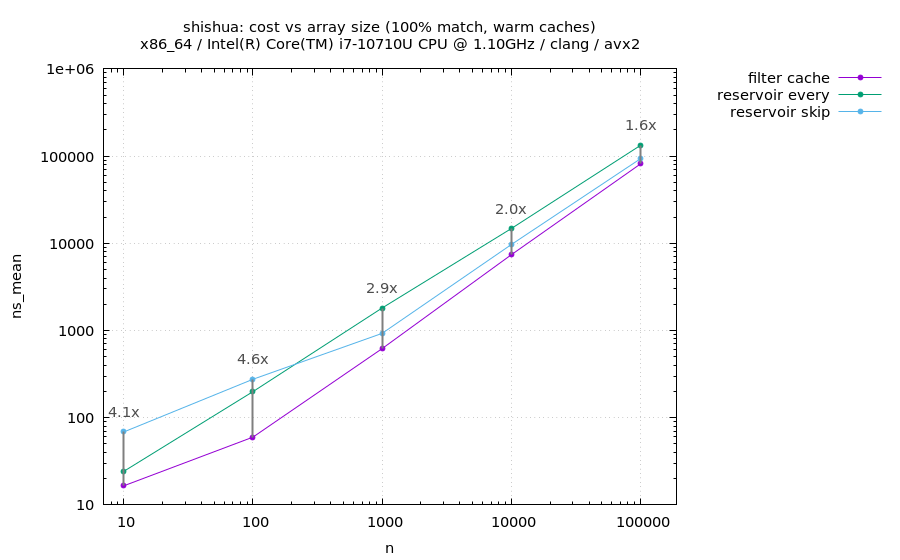 shishua: cost vs array size (100% match, warm caches)
x86_64 / Intel(R) Core(TM) i7-10710U CPU @ 1.10GHz / clang / avx2
filter cache
reservoir every
reservoir skip
1e+06
100000
10000
1000
100
10
ns_mean
4.1x
4.6x
2.9x
2.0x
1.6x
10
100
1000
10000
100000
n